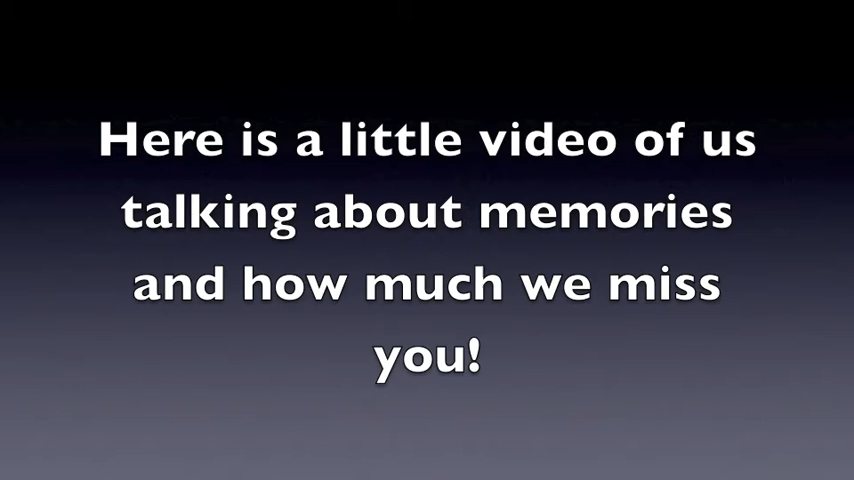 Here is a little video of us
talking about memories
and how much we miss
you!